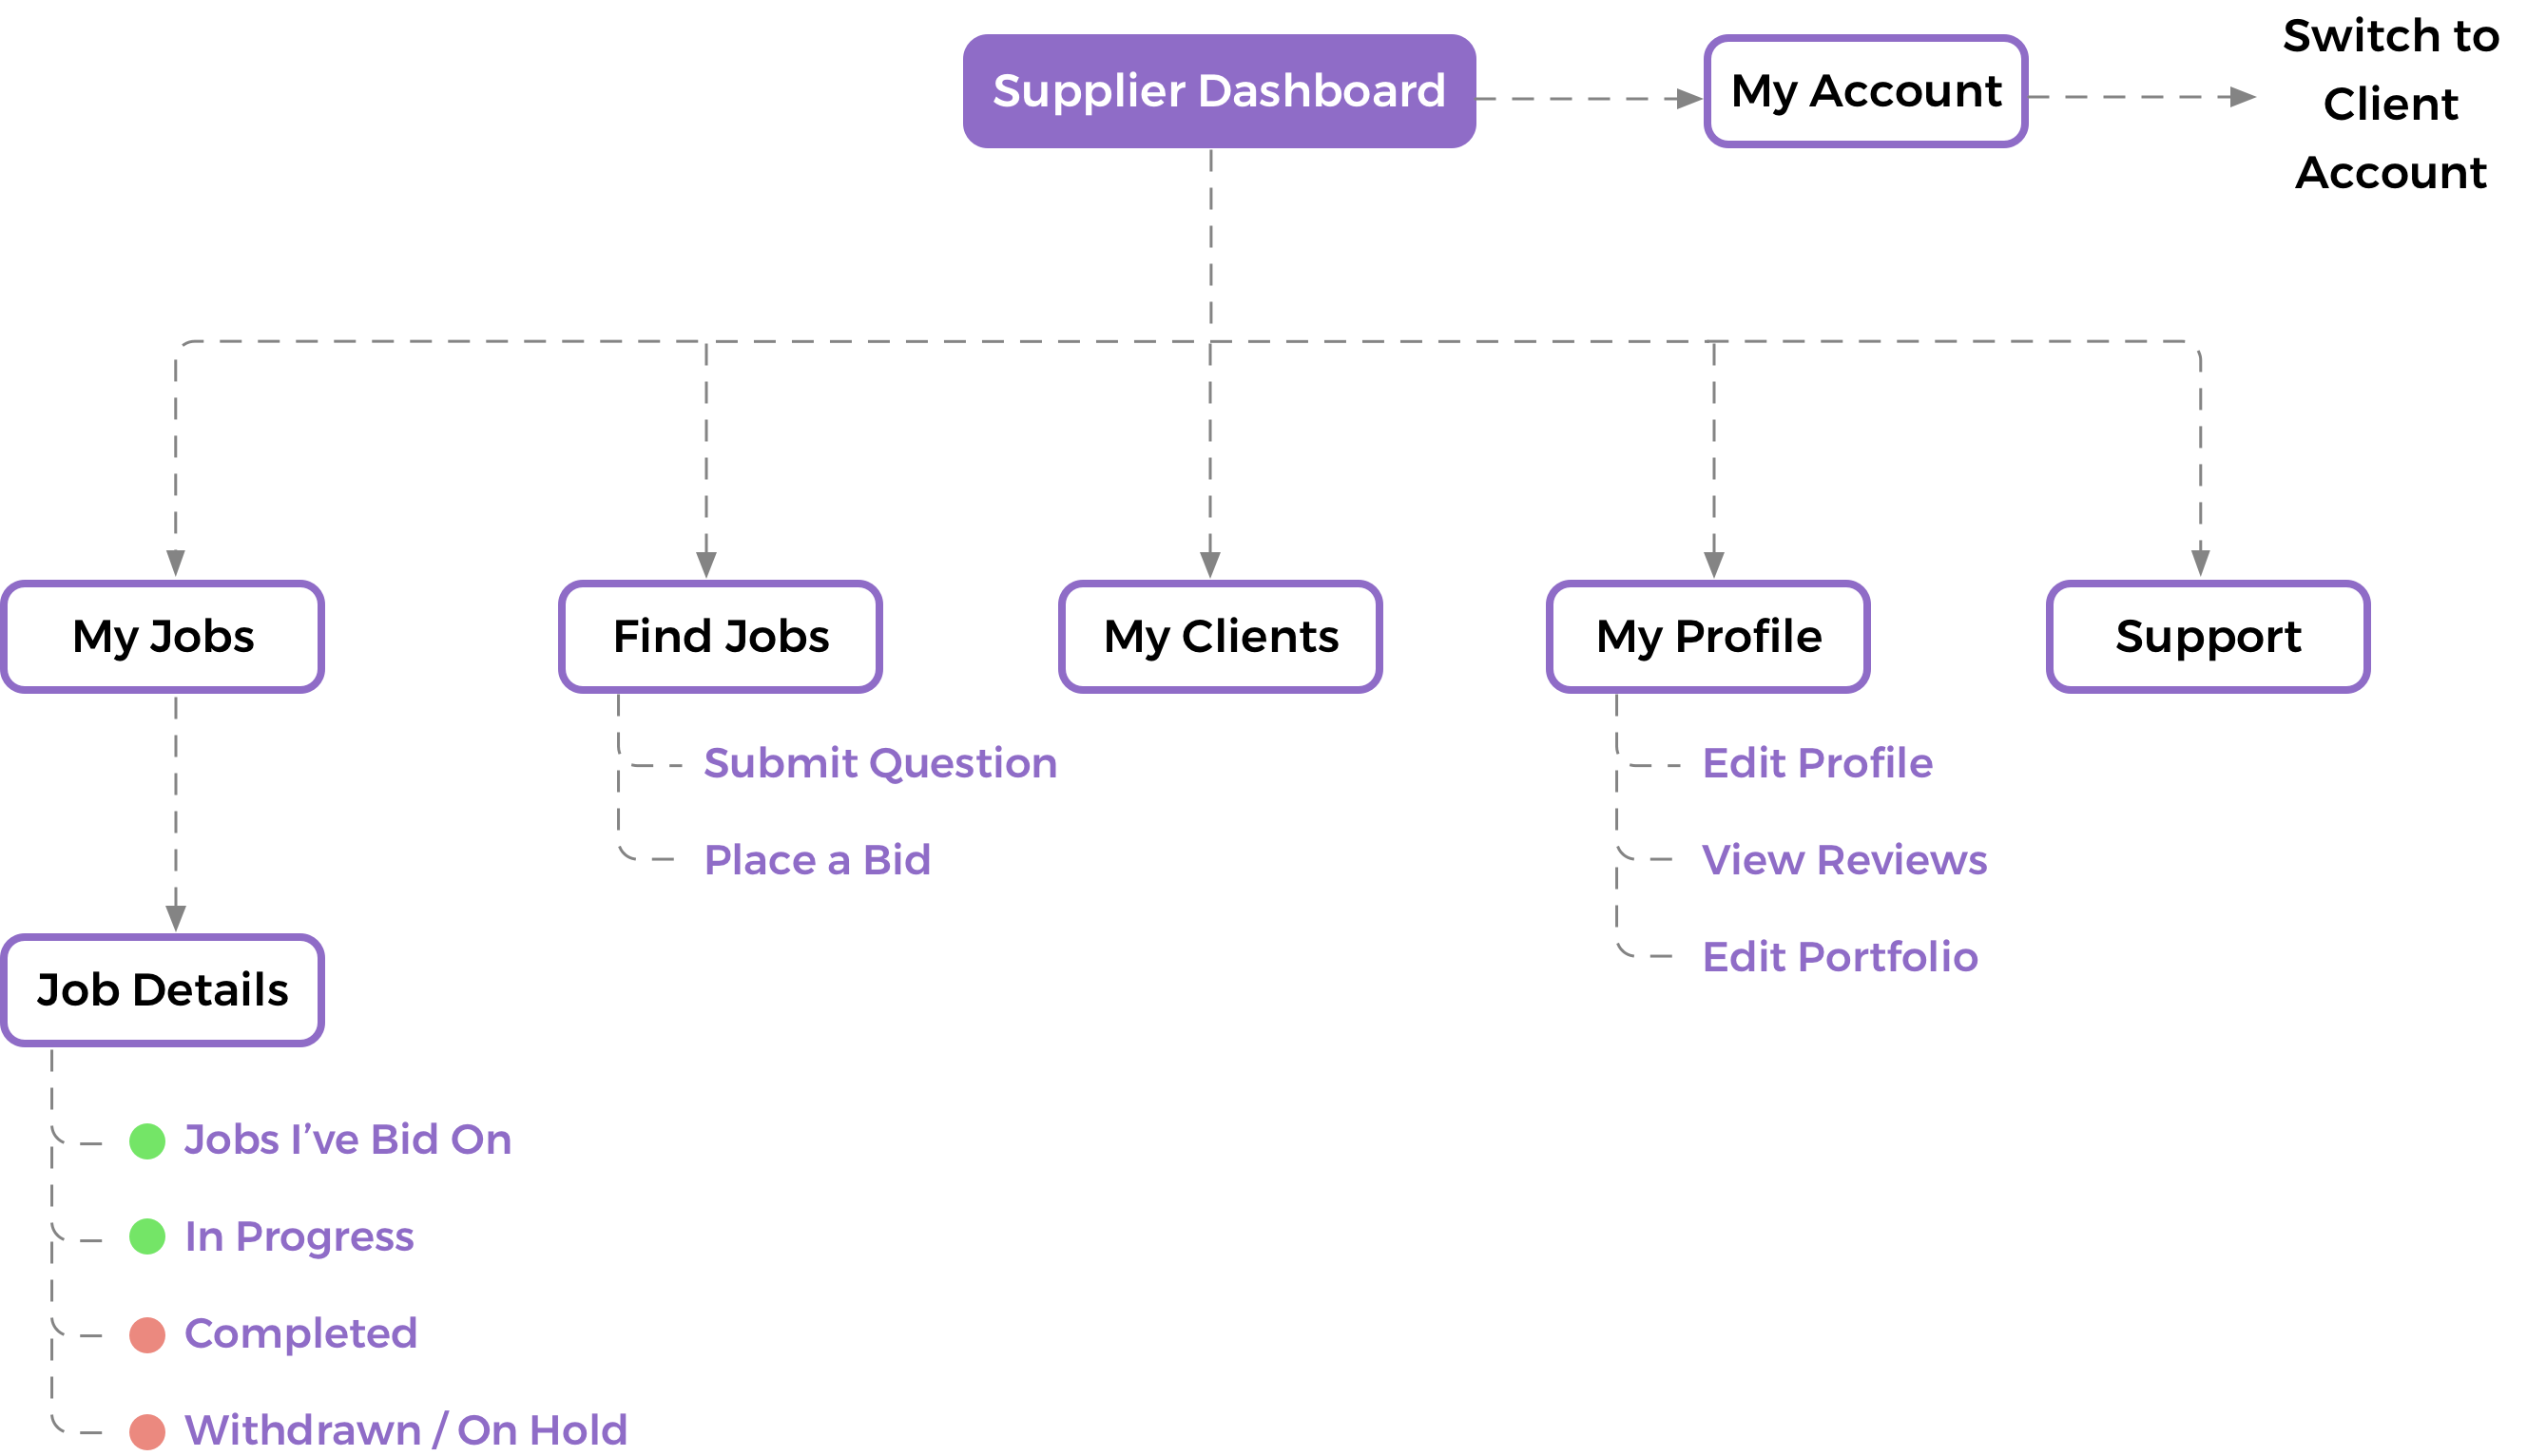 Supplier Dashboard
My Account
Switch to
Client
Account
My Jobs
Find Jobs
My Clients
My Profile
Support
Submit Question
Place a Bid
Edit Profile
View Reviews
Edit Portfolio
Job Details
Jobs I’ve Bid On
In Progress
Completed
Withdrawn / On Hold